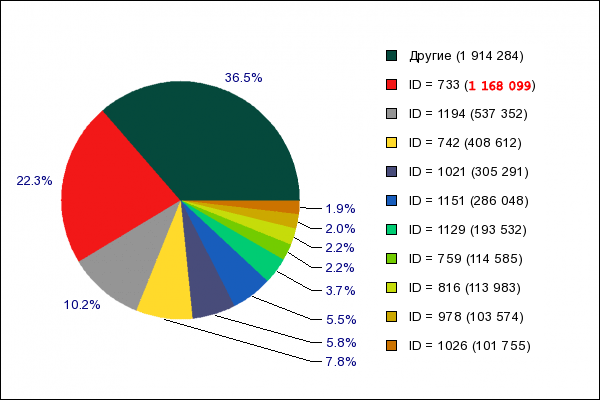 36.5%
22.3%
10.2%
7.8%
5.8%
5.5%
3.7%
2.2%
2.2%
2.0%
1.9%
Другие (1 914 284)
ID = 733 (1 168 099)
ID = 1194 (537 352)
ID = 742 (408 612)
ID = 1021 (305 291)
ID = 1151 (286 048)
ID = 1129 (193 532)
ID = 759 (114 585)
ID = 816 (113 983)
ID = 978 (103 574)
ID = 1026 (101 755)